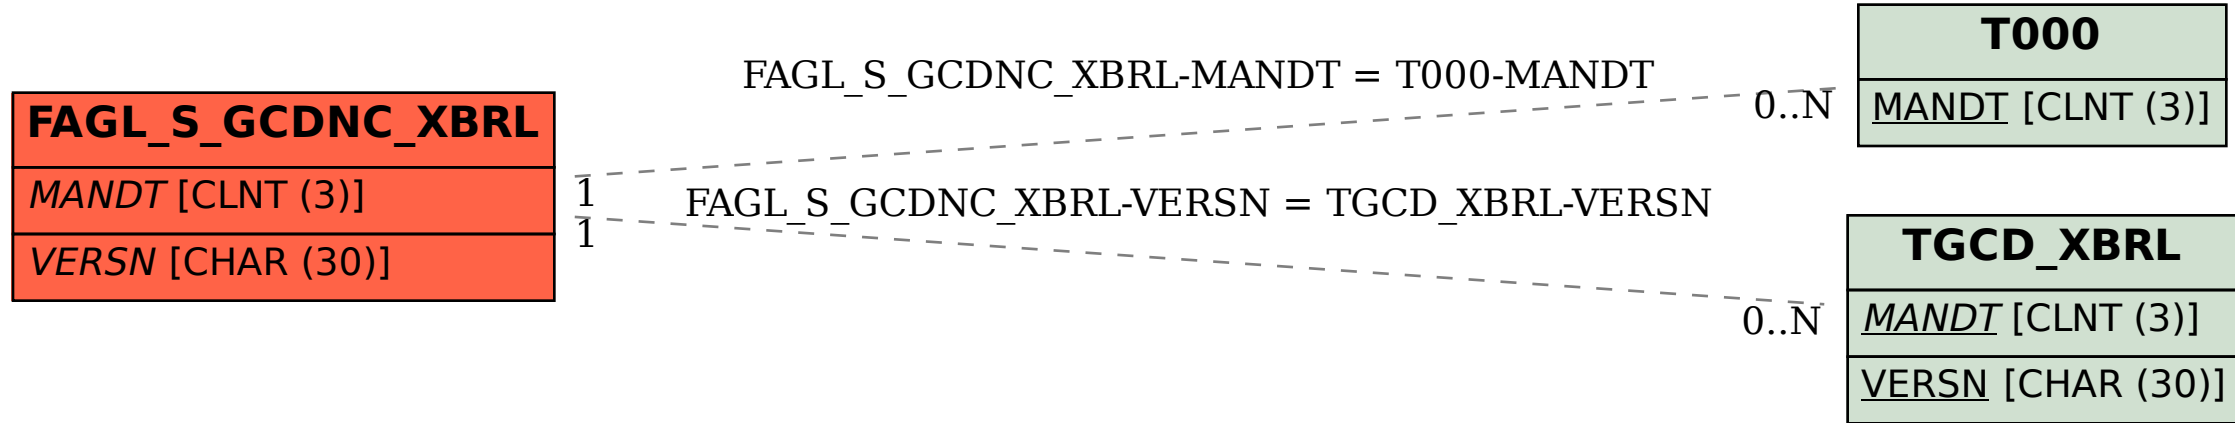 FAGL_S_GCDNC_XBRL
MANDT [CLNT (3)]
VERSN [CHAR (30)]
FAGL_S_GCDNC_XBRL-MANDT = T000-MANDT
0..N
1
FAGL_S_GCDNC_XBRL-VERSN = TGCD_XBRL-VERSN
1
0..N
T000
MANDT [CLNT (3)]
TGCD_XBRL
MANDT [CLNT (3)]
VERSN [CHAR (30)]